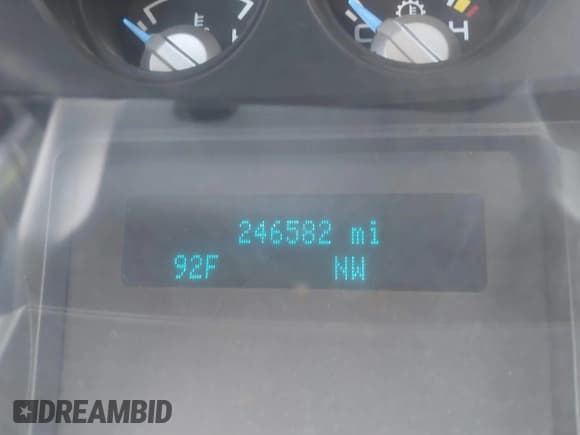 C H
246582 mi
92F NW
DREAMBID